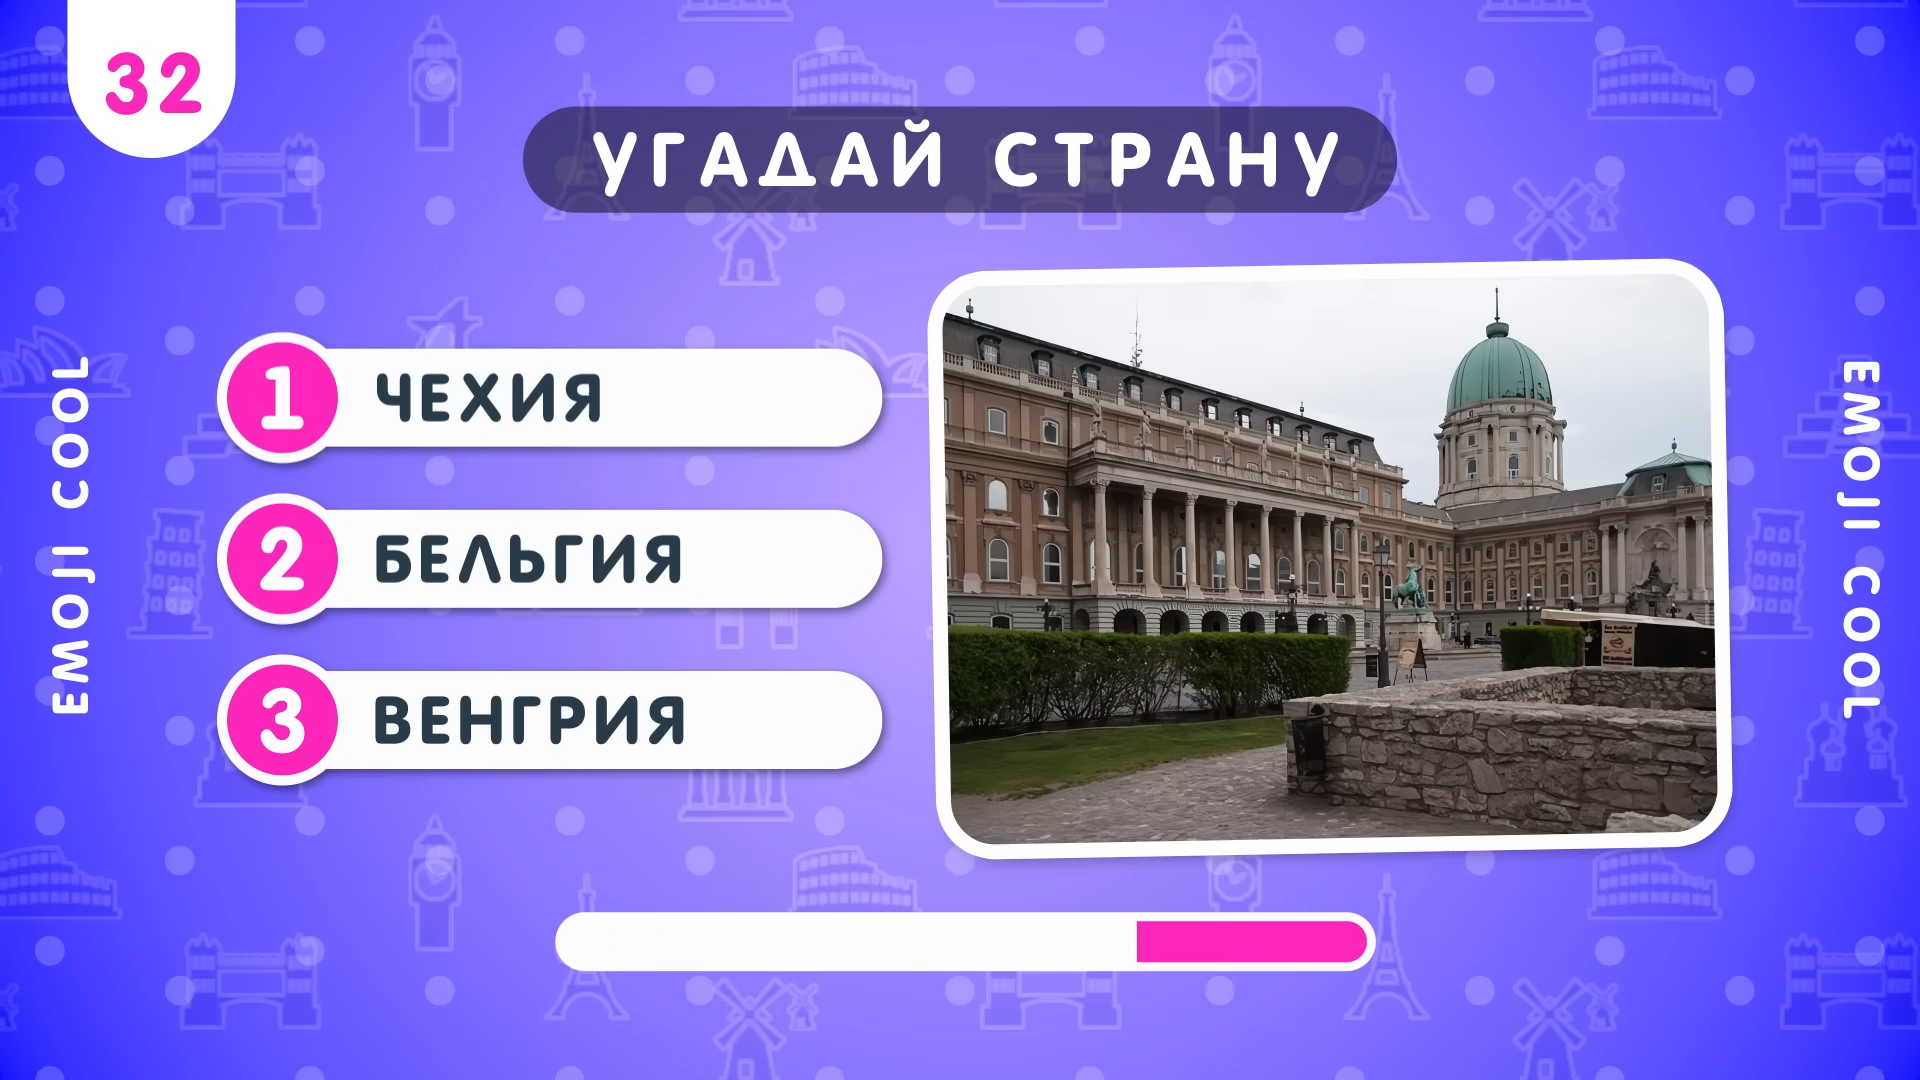 32
УГАДАЙ СТРАНУ
1 ЧЕХИЯ
2 БЕЛЬГИЯ
3 ВЕНГРИЯ
EMOJI COOL
EMOJI COOL